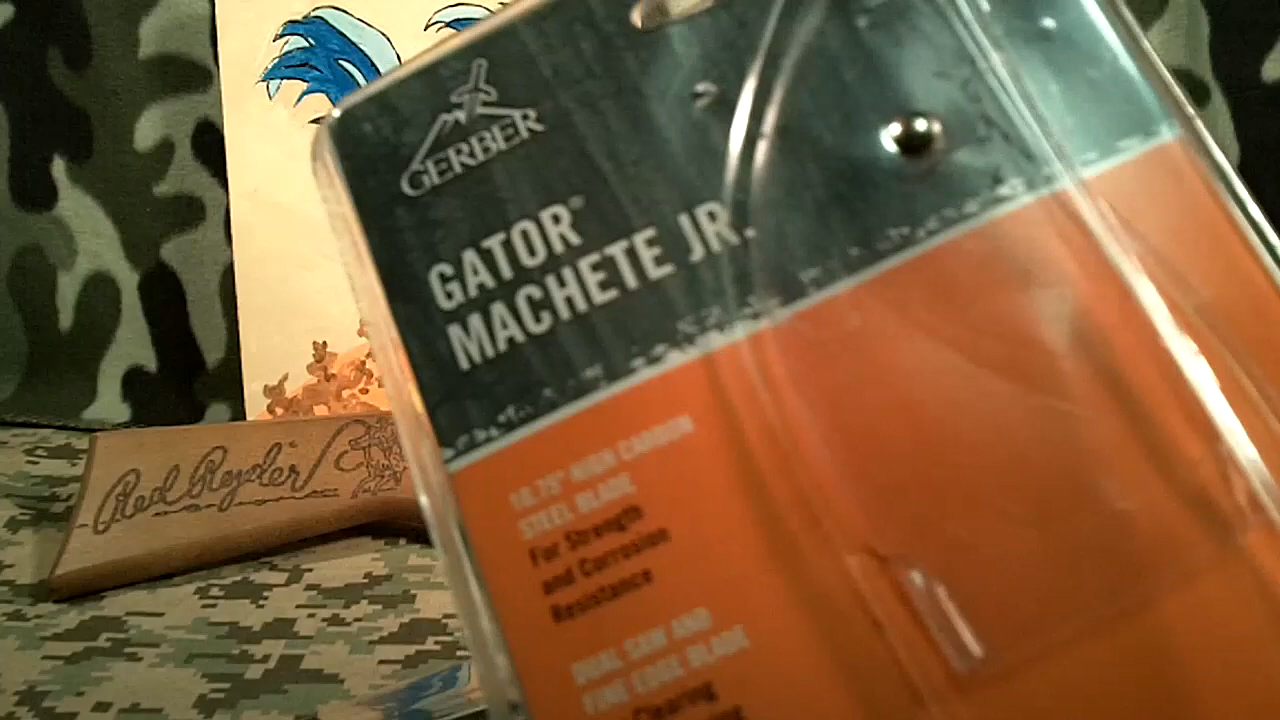 GERBER
GATOR®
MACHETE JR.
10.75" HIGH CARBON
STEEL BLADE
For Strength
and Corrosion
Resistance
DUAL SAW AND
FINE EDGE BLADE
Clearing
Red Ryder